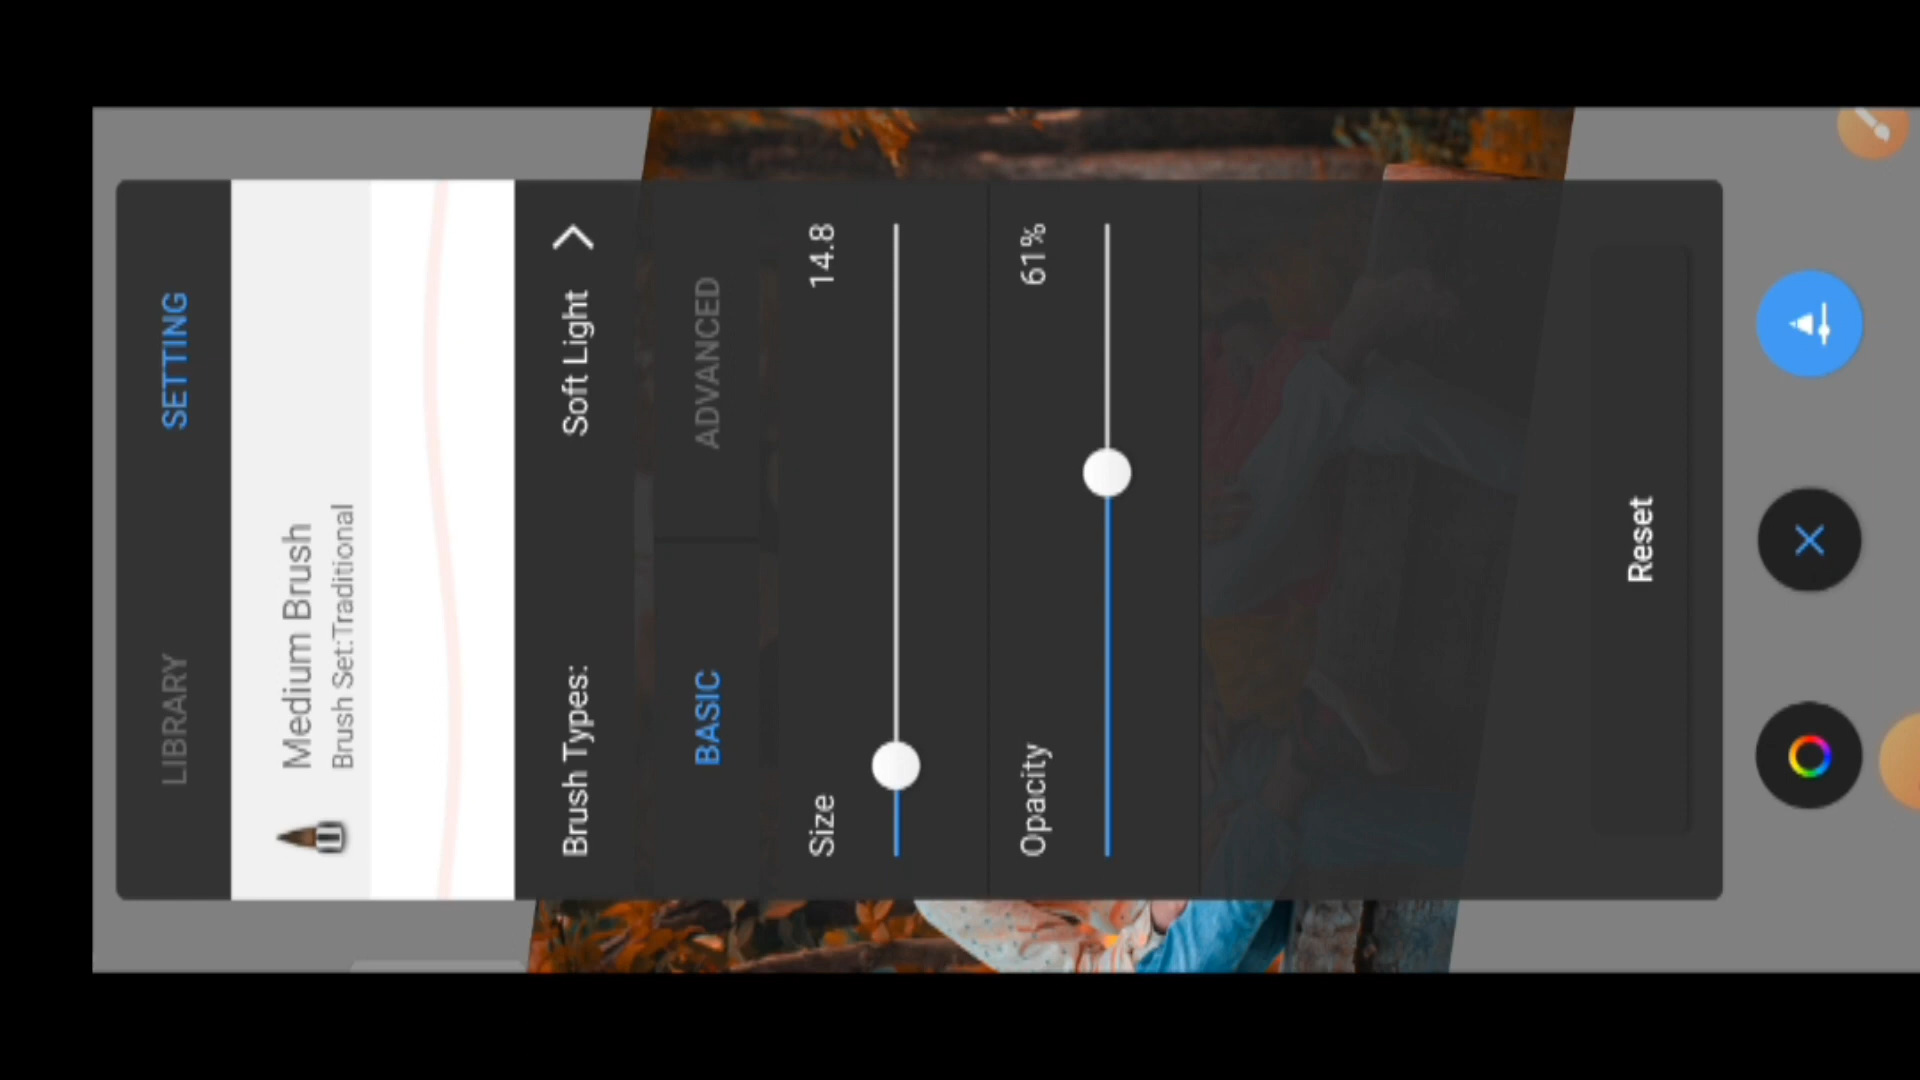 LIBRARY SETTING
Medium Brush
Brush Set:Traditional
Brush Types: Soft Light
BASIC ADVANCED
Size 14.8
Opacity 61%
Reset